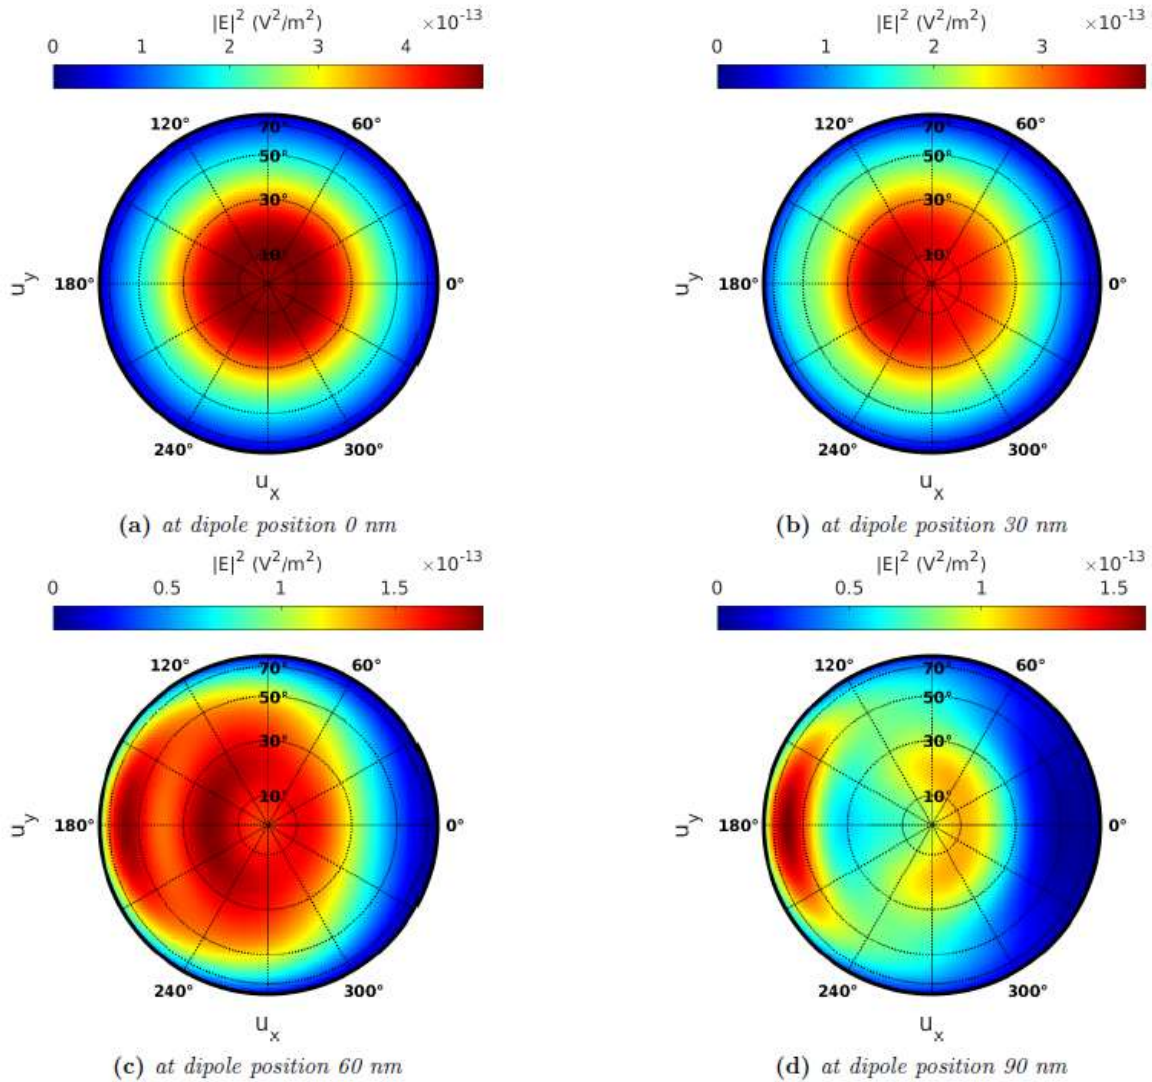 |E|² (V²/m²) ×10⁻¹³
0 1 2 3 4
120° 60°
70°
50°
30°
10°
180° 0°
240° 300°
u_y
u_x
(a) at dipole position 0 nm
|E|² (V²/m²) ×10⁻¹³
0 1 2 3
120° 60°
70°
50°
30°
10°
180° 0°
240° 300°
u_y
u_x
(b) at dipole position 30 nm
|E|² (V²/m²) ×10⁻¹³
0 0.5 1 1.5
120° 60°
70°
50°
30°
10°
180° 0°
240° 300°
u_y
u_x
(c) at dipole position 60 nm
|E|² (V²/m²) ×10⁻¹³
0 0.5 1 1.5
120° 60°
70°
50°
30°
10°
180° 0°
240° 300°
u_y
u_x
(d) at dipole position 90 nm